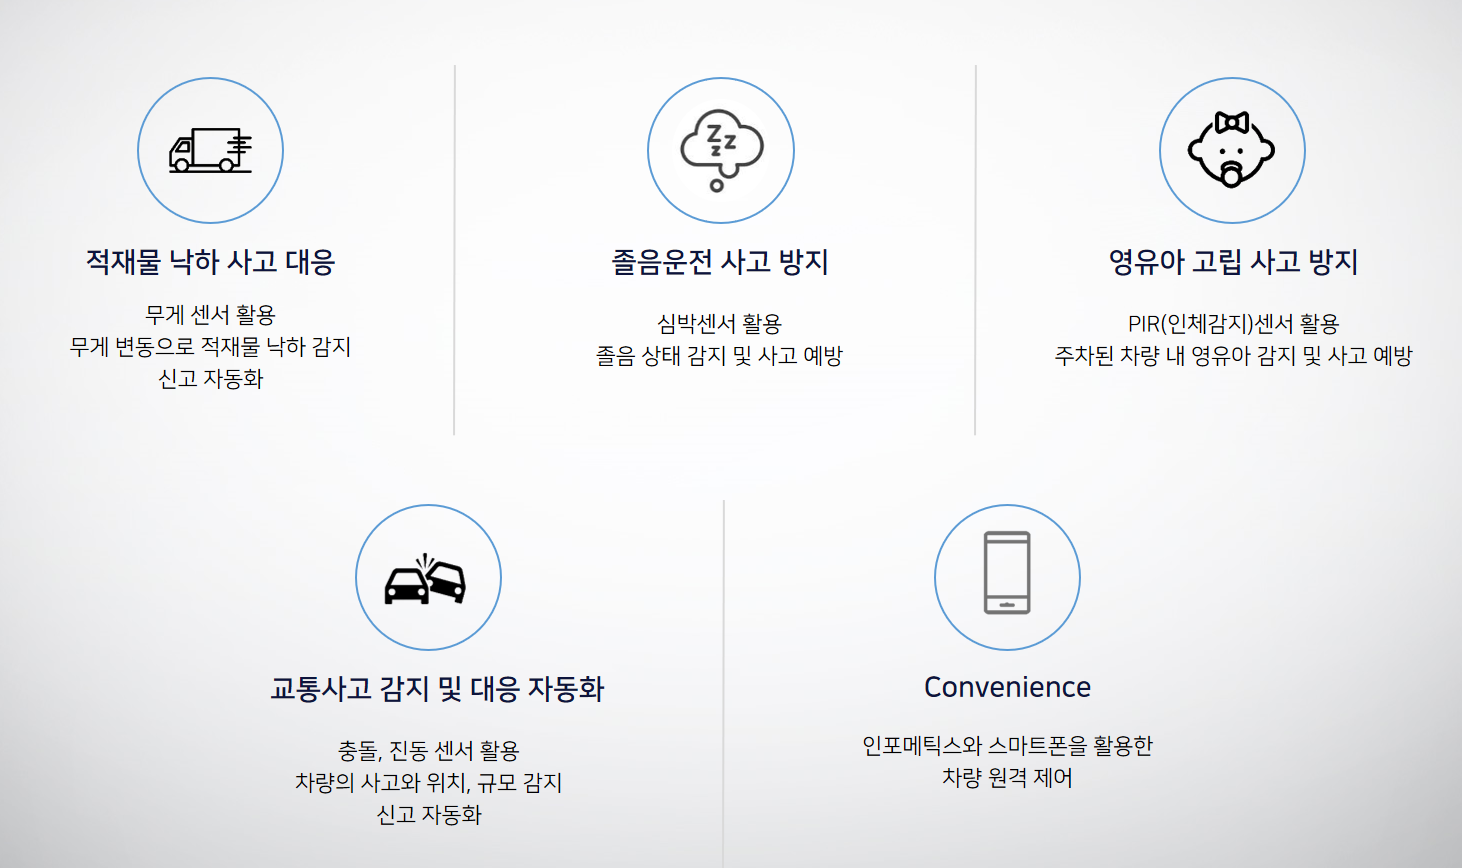 적재물 낙하 사고 대응
무게 센서 활용
무게 변동으로 적재물 낙하 감지
신고 자동화
Zzz
졸음운전 사고 방지
심박센서 활용
졸음 상태 감지 및 사고 예방
영유아 고립 사고 방지
PIR(인체감지)센서 활용
주차된 차량 내 영유아 감지 및 사고 예방
교통사고 감지 및 대응 자동화
충돌, 진동 센서 활용
차량의 사고와 위치, 규모 감지
신고 자동화
Convenience
인포메틱스와 스마트폰을 활용한
차량 원격 제어